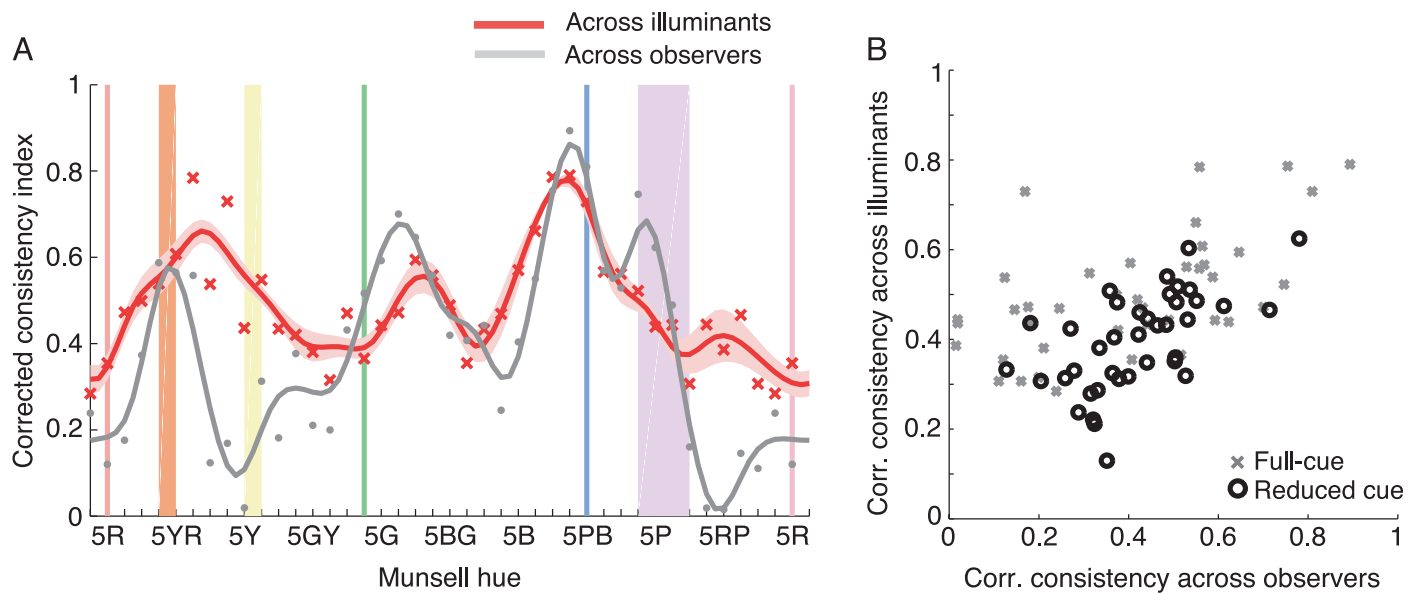 Across illuminants
Across observers
A
Corrected consistency index
1
0.8
0.6
0.4
0.2
0
5R 5YR 5Y 5GY 5G 5BG 5B 5PB 5P 5RP 5R
Munsell hue
B
Corr. consistency across illuminants
1
0.8
0.6
0.4
0.2
0
Full-cue
Reduced cue
0 0.2 0.4 0.6 0.8 1
Corr. consistency across observers